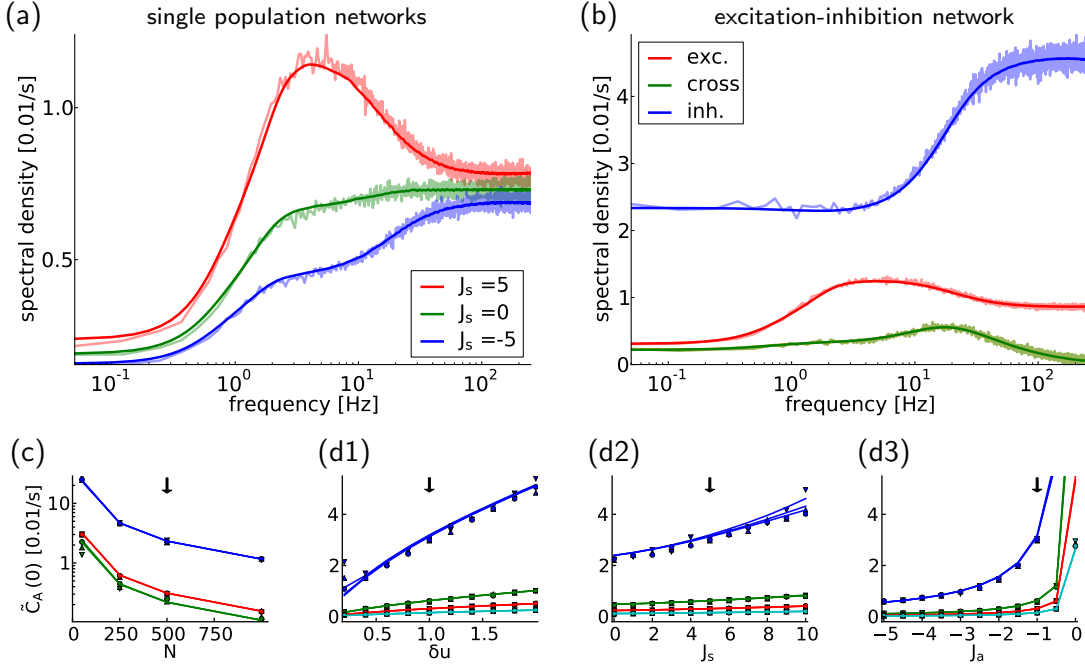 (a) single population networks
spectral density [0.01/s]
1.0
0.5
J_s =5
J_s =0
J_s =-5
10^-1 10^0 10^1 10^2
frequency [Hz]
(b) excitation-inhibition network
spectral density [0.01/s]
4
3
2
1
0
exc.
cross
inh.
10^-1 10^0 10^1 10^2
frequency [Hz]
(c)
C̃_A (0) [0.01/s]
10
1
0 250 500 750
N
(d1)
4
2
0
0.5 1.0 1.5
δu
(d2)
4
2
0
0 2 4 6 8 10
J_s
(d3)
4
2
0
-5 -4 -3 -2 -1 0
J_a